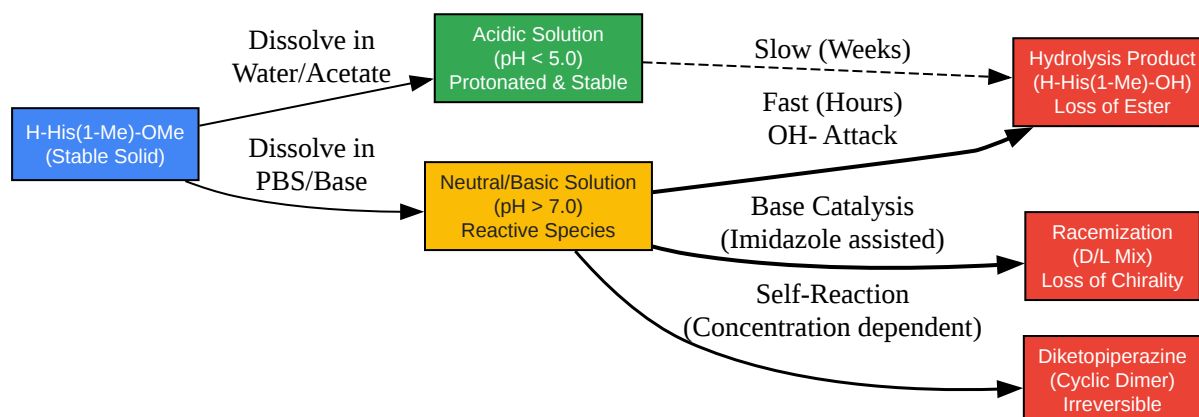 Dissolve in
Water/Acetate
Acidic Solution
(pH < 5.0)
Protonated & Stable
Slow (Weeks)
Hydrolysis Product
(H-His(1-Me)-OH)
Loss of Ester
Fast (Hours)
OH- Attack
H-His(1-Me)-OMe
(Stable Solid)
Dissolve in
PBS/Base
Neutral/Basic Solution
(pH > 7.0)
Reactive Species
Base Catalysis
(Imidazole assisted)
Racemization
(D/L Mix)
Loss of Chirality
Self-Reaction
(Concentration dependent)
Diketopiperazine
(Cyclic Dimer)
Irreversible